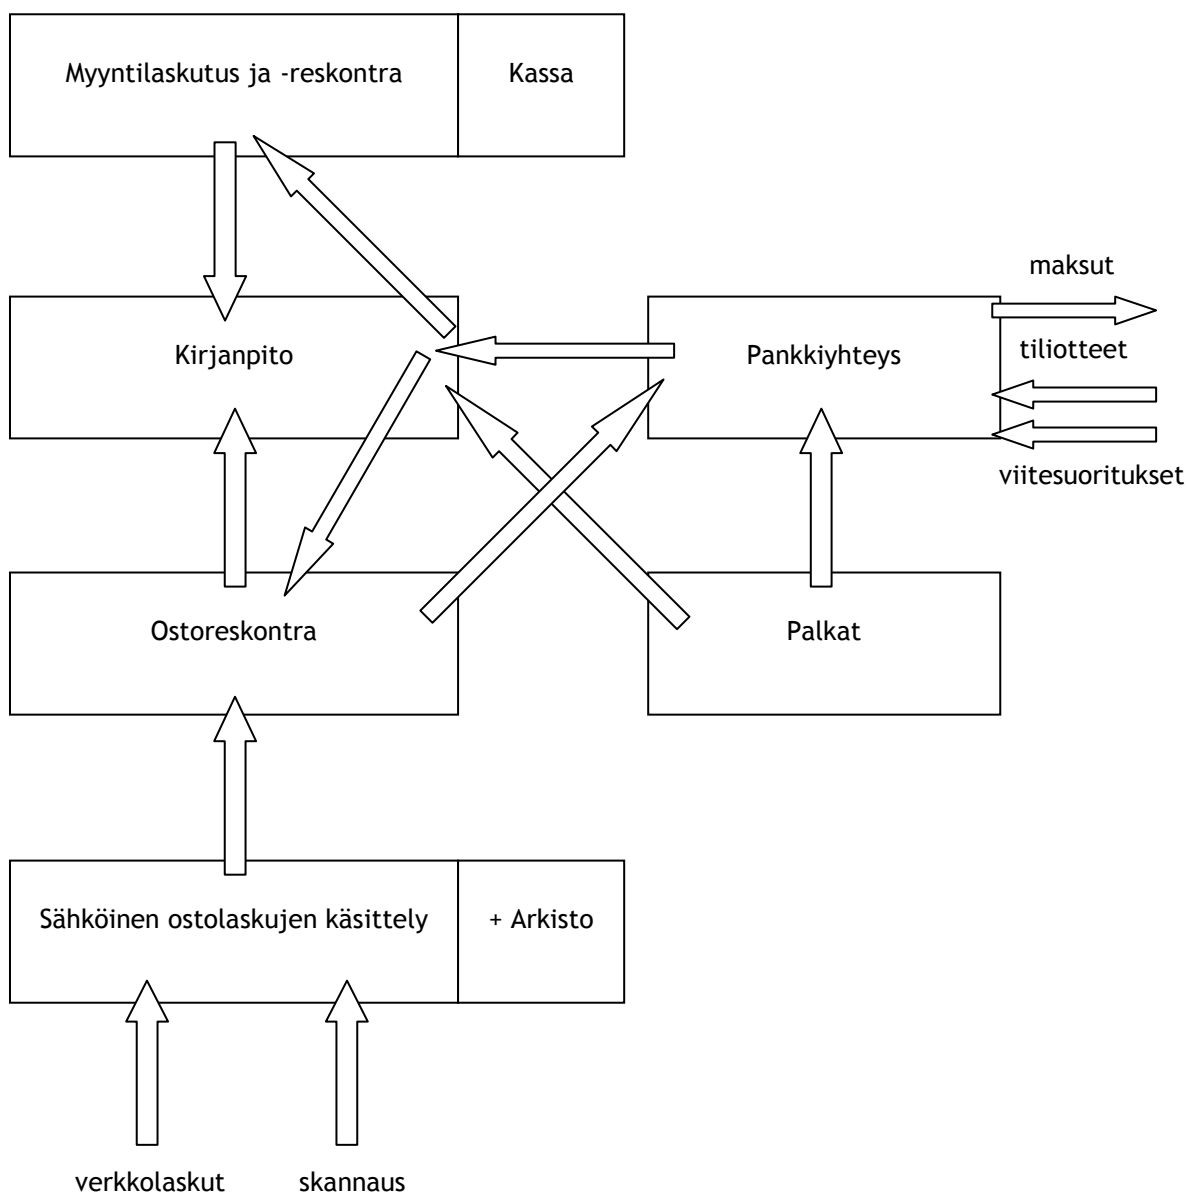 Myyntilaskutus ja -reskontra
Kassa
maksut
Kirjanpito
Pankkiyhteys
tiliotteet
viitesuoritukset
Ostoreskontra
Palkat
Sähköinen ostolaskujen käsittely
+ Arkisto
verkkolaskut
skannaus